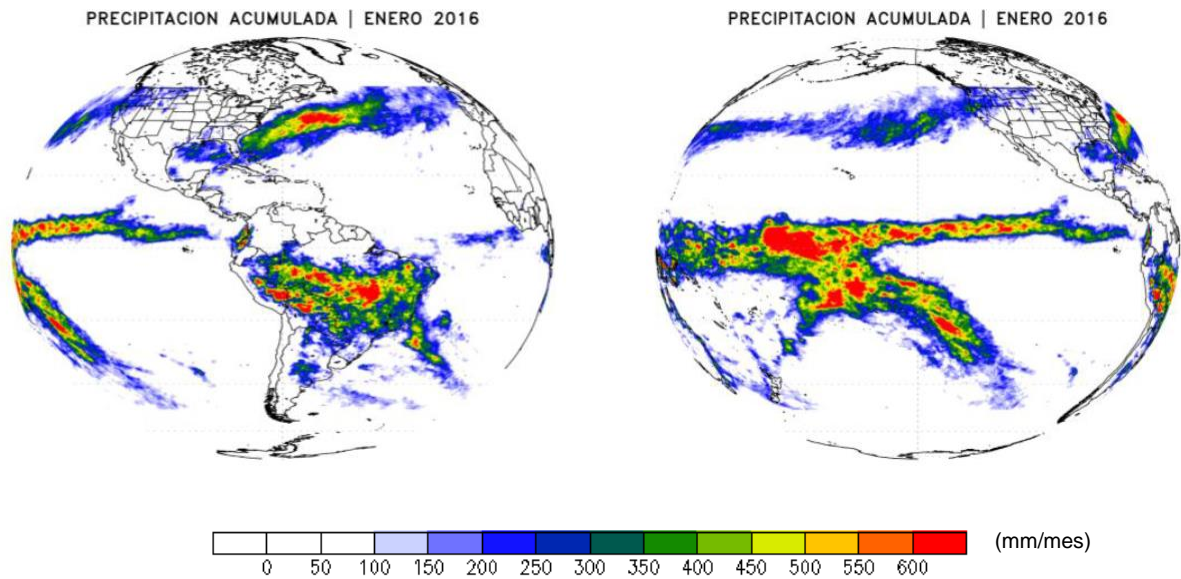 PRECIPITACION ACUMULADA | ENERO 2016
PRECIPITACION ACUMULADA | ENERO 2016
0 50 100 150 200 250 300 350 400 450 500 550 600 (mm/mes)